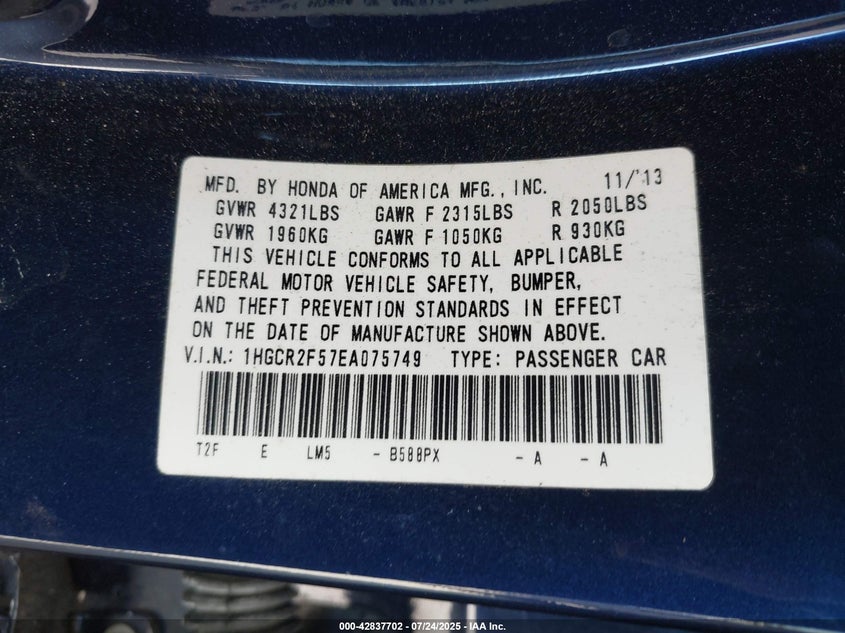 MFD. BY HONDA OF AMERICA MFG., INC. 11/'13
GVWR 4321LBS GAWR F 2315LBS R 2050LBS
GVWR 1960KG GAWR F 1050KG R 930KG
THIS VEHICLE CONFORMS TO ALL APPLICABLE
FEDERAL MOTOR VEHICLE SAFETY, BUMPER,
AND THEFT PREVENTION STANDARDS IN EFFECT
ON THE DATE OF MANUFACTURE SHOWN ABOVE.
V.I.N.: 1HGCR2F57EA075749 TYPE: PASSENGER CAR
T2F E LM5 - B588PX - A - A
000-42837702 - 07/24/2025 - IAA Inc.